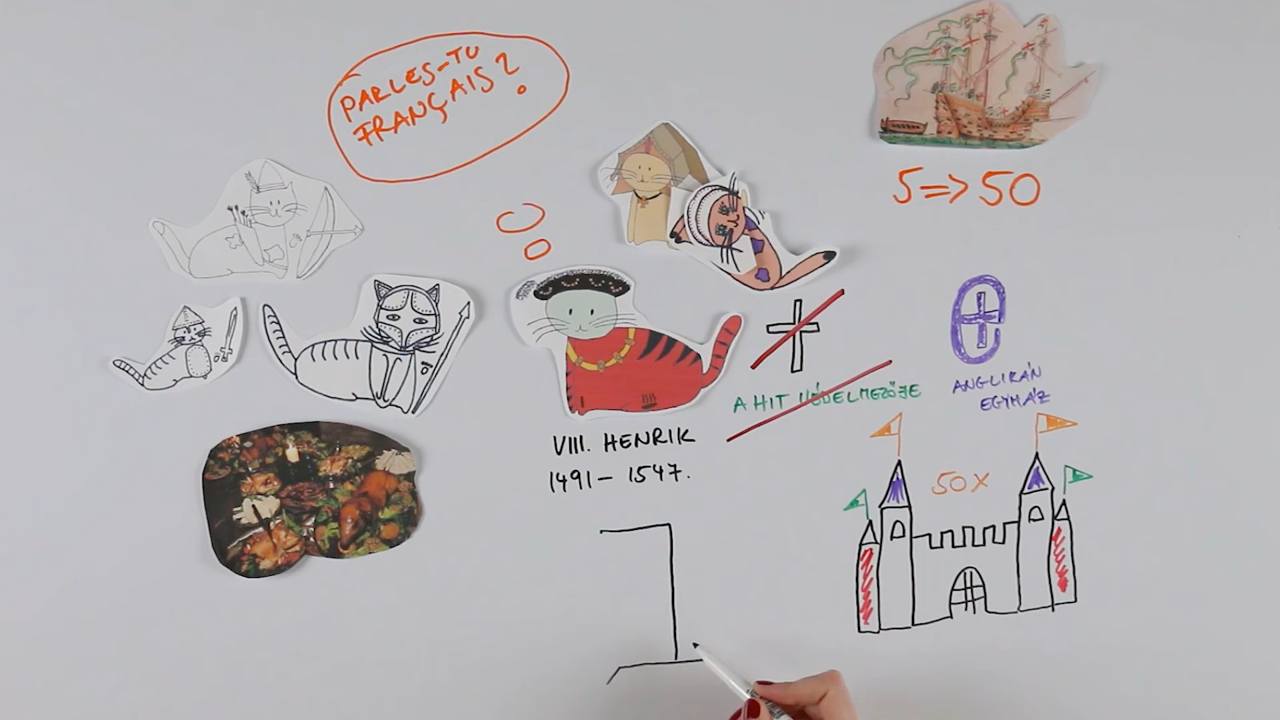 PARLES-TU
FRANÇAIS?
5=>50
A HIT VÉDELMEZŐJE
ANGLIKÁN
EGYHÁZ
VIII. HENRIK
1491-1547.
50X